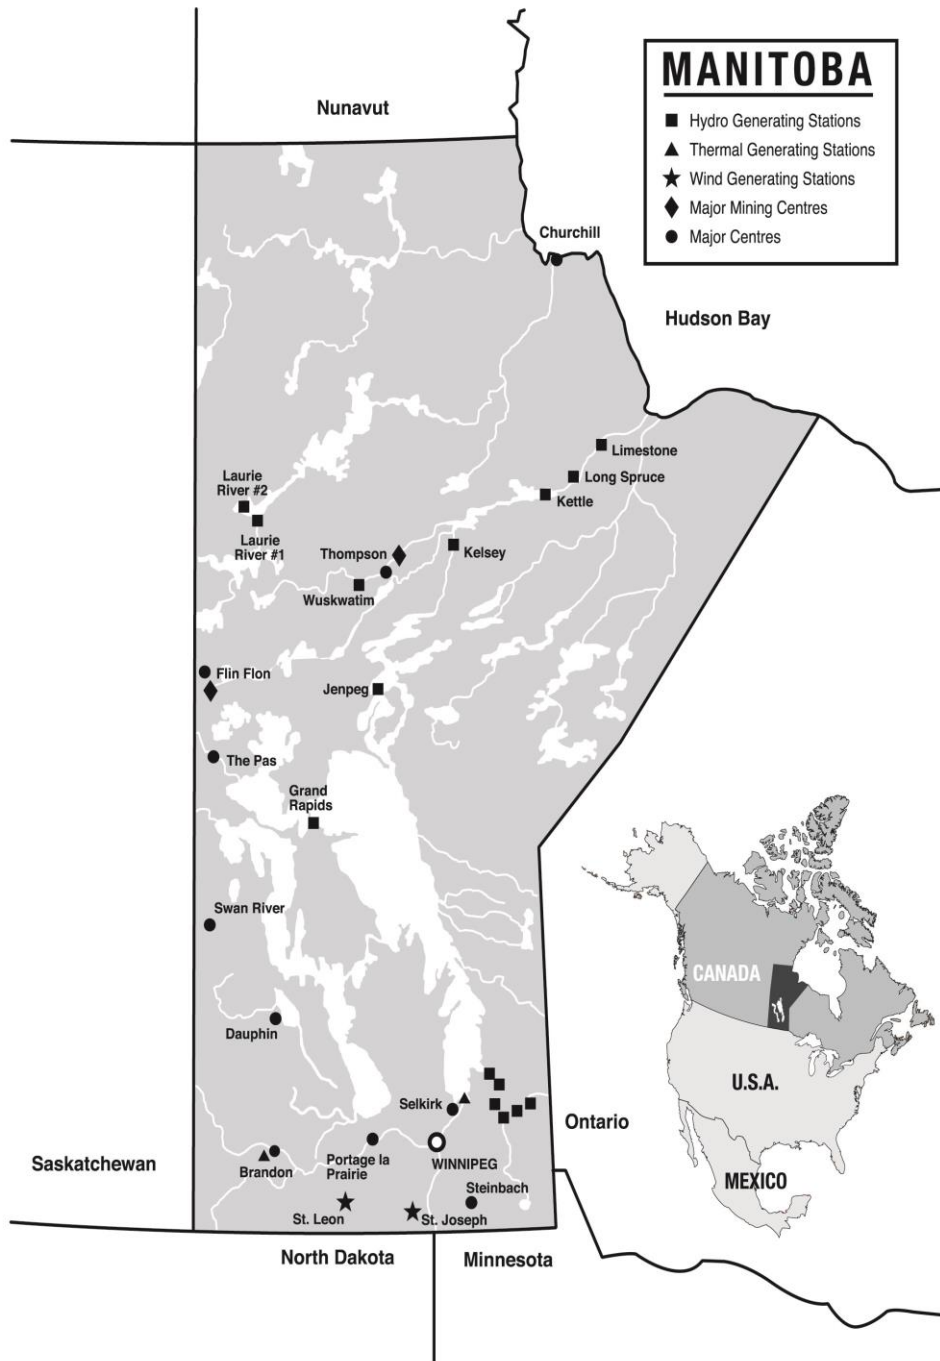 MANITOBA
Hydro Generating Stations
Thermal Generating Stations
Wind Generating Stations
Major Mining Centres
Major Centres
Nunavut
Churchill
Hudson Bay
Limestone
Long Spruce
Kettle
Laurie
River #2
Laurie
River #1
Thompson
Kelsey
Wuskwatim
Flin Flon
Jenpeg
The Pas
Grand
Rapids
Swan River
Dauphin
Selkirk
Ontario
Saskatchewan
Brandon
Portage la
Prairie
WINNIPEG
Steinbach
St. Leon
St. Joseph
North Dakota
Minnesota
CANADA
U.S.A.
MEXICO